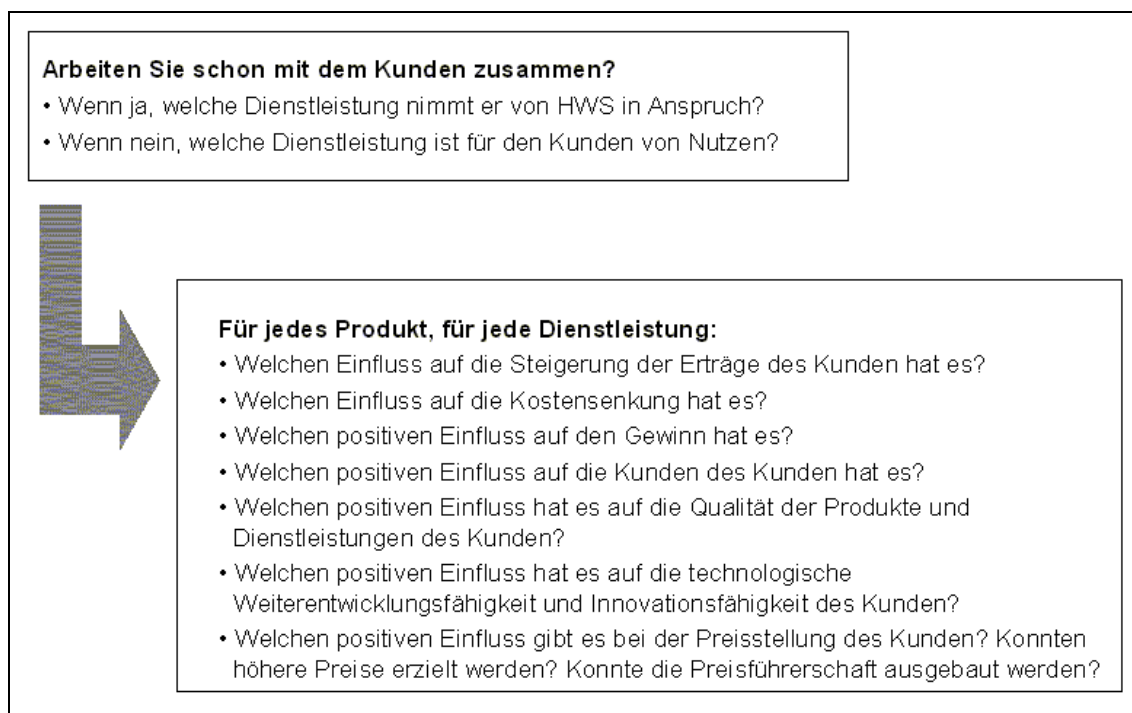 Arbeiten Sie schon mit dem Kunden zusammen?
• Wenn ja, welche Dienstleistung nimmt er von HWS in Anspruch?
• Wenn nein, welche Dienstleistung ist für den Kunden von Nutzen?
Für jedes Produkt, für jede Dienstleistung:
• Welchen Einfluss auf die Steigerung der Erträge des Kunden hat es?
• Welchen Einfluss auf die Kostensenkung hat es?
• Welchen positiven Einfluss auf den Gewinn hat es?
• Welchen positiven Einfluss auf die Kunden des Kunden hat es?
• Welchen positiven Einfluss hat es auf die Qualität der Produkte und
Dienstleistungen des Kunden?
• Welchen positiven Einfluss hat es auf die technologische
Weiterentwicklungsfähigkeit und Innovationsfähigkeit des Kunden?
• Welchen positiven Einfluss gibt es bei der Preisstellung des Kunden? Konnten
höhere Preise erzielt werden? Konnte die Preisführerschaft ausgebaut werden?